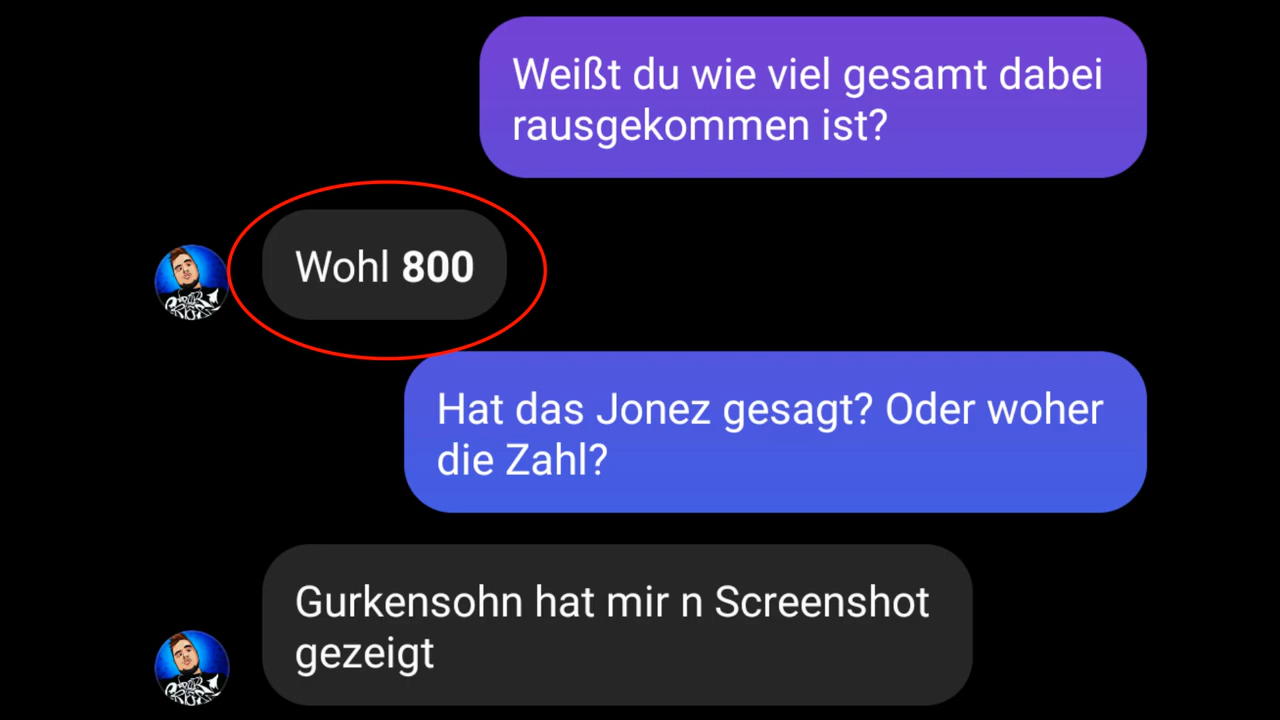 Weißt du wie viel gesamt dabei
rausgekommen ist?
Wohl 800
Hat das Jonez gesagt? Oder woher
die Zahl?
Gurkensohn hat mir n Screenshot
gezeigt